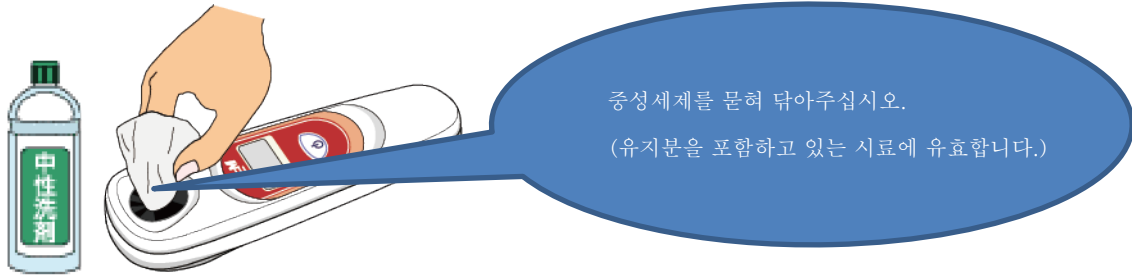 中性洗剤
중성세제를 묻혀 닦아주십시오.
(유지분을 포함하고 있는 시료에 유효합니다.)